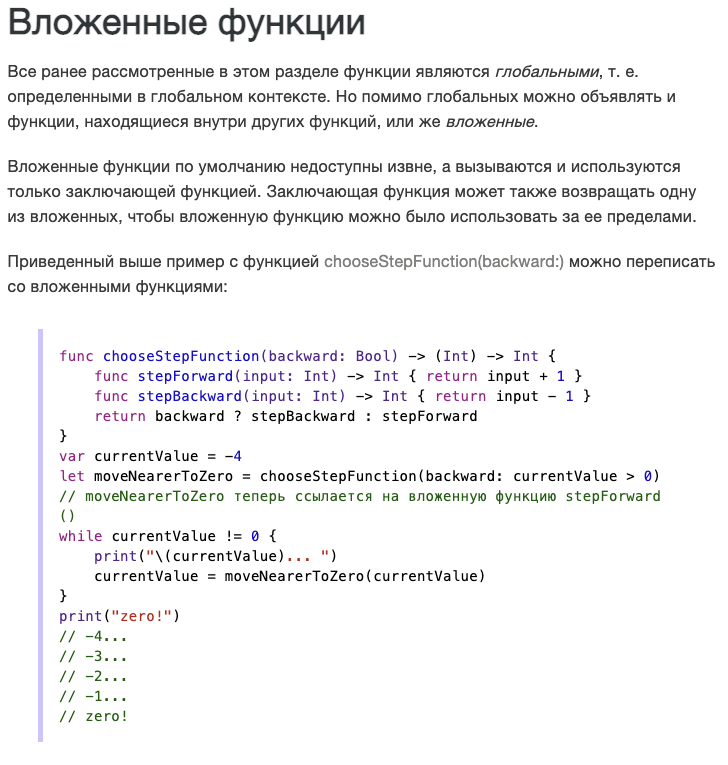 Вложенные функции
Все ранее рассмотренные в этом разделе функции являются глобальными, т. е.
определенными в глобальном контексте. Но помимо глобальных можно объявлять и
функции, находящиеся внутри других функций, или же вложенные.
Вложенные функции по умолчанию недоступны извне, а вызываются и используются
только заключающей функцией. Заключающая функция может также возвращать одну
из вложенных, чтобы вложенную функцию можно было использовать за ее пределами.
Приведенный выше пример с функцией chooseStepFunction(backward:) можно переписать
со вложенными функциями:
func chooseStepFunction(backward: Bool) -> (Int) -> Int {
    func stepForward(input: Int) -> Int { return input + 1 }
    func stepBackward(input: Int) -> Int { return input - 1 }
    return backward ? stepBackward : stepForward
}
var currentValue = -4
let moveNearerToZero = chooseStepFunction(backward: currentValue > 0)
// moveNearerToZero теперь ссылается на вложенную функцию stepForward
()
while currentValue != 0 {
    print("\(currentValue)... ")
    currentValue = moveNearerToZero(currentValue)
}
print("zero!")
// -4...
// -3...
// -2...
// -1...
// zero!